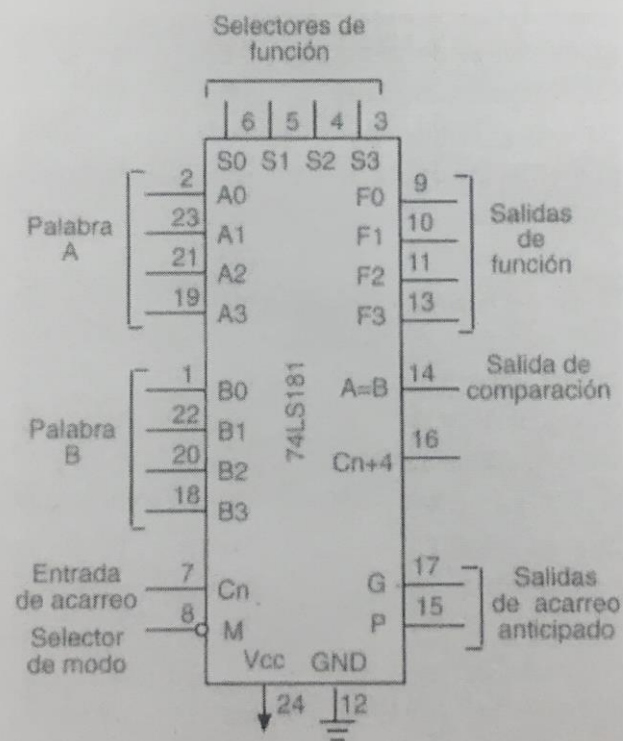 Selectores de
función
6 5 4 3
S0 S1 S2 S3
2 A0 F0 9
Palabra
A
23 A1 F1 10
21 A2 F2 11
19 A3 F3 13
Salidas
de
función
1 B0 A=B 14
Salida de
comparación
Palabra
B
22 B1
20 B2 Cn+4 16
18 B3
74LS181
Entrada
de acarreo
7 Cn G 17
Salidas
de acarreo
anticipado
Selector
de modo
8 M P 15
Vcc GND
24 12